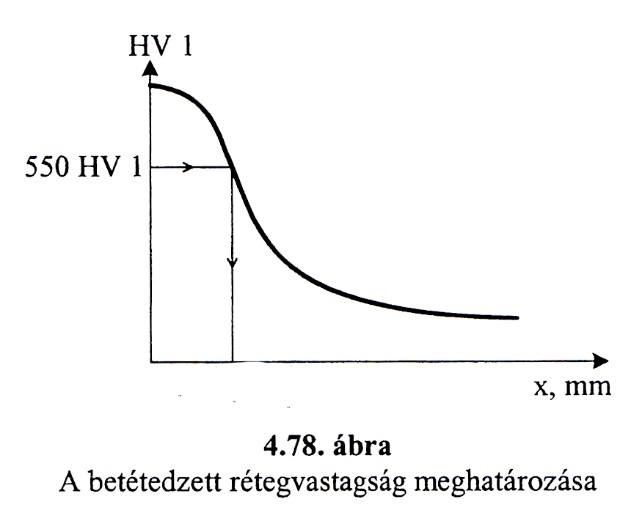 HV 1
550 HV 1
x, mm
4.78. ábra
A betétedzett rétegvastagság meghatározása